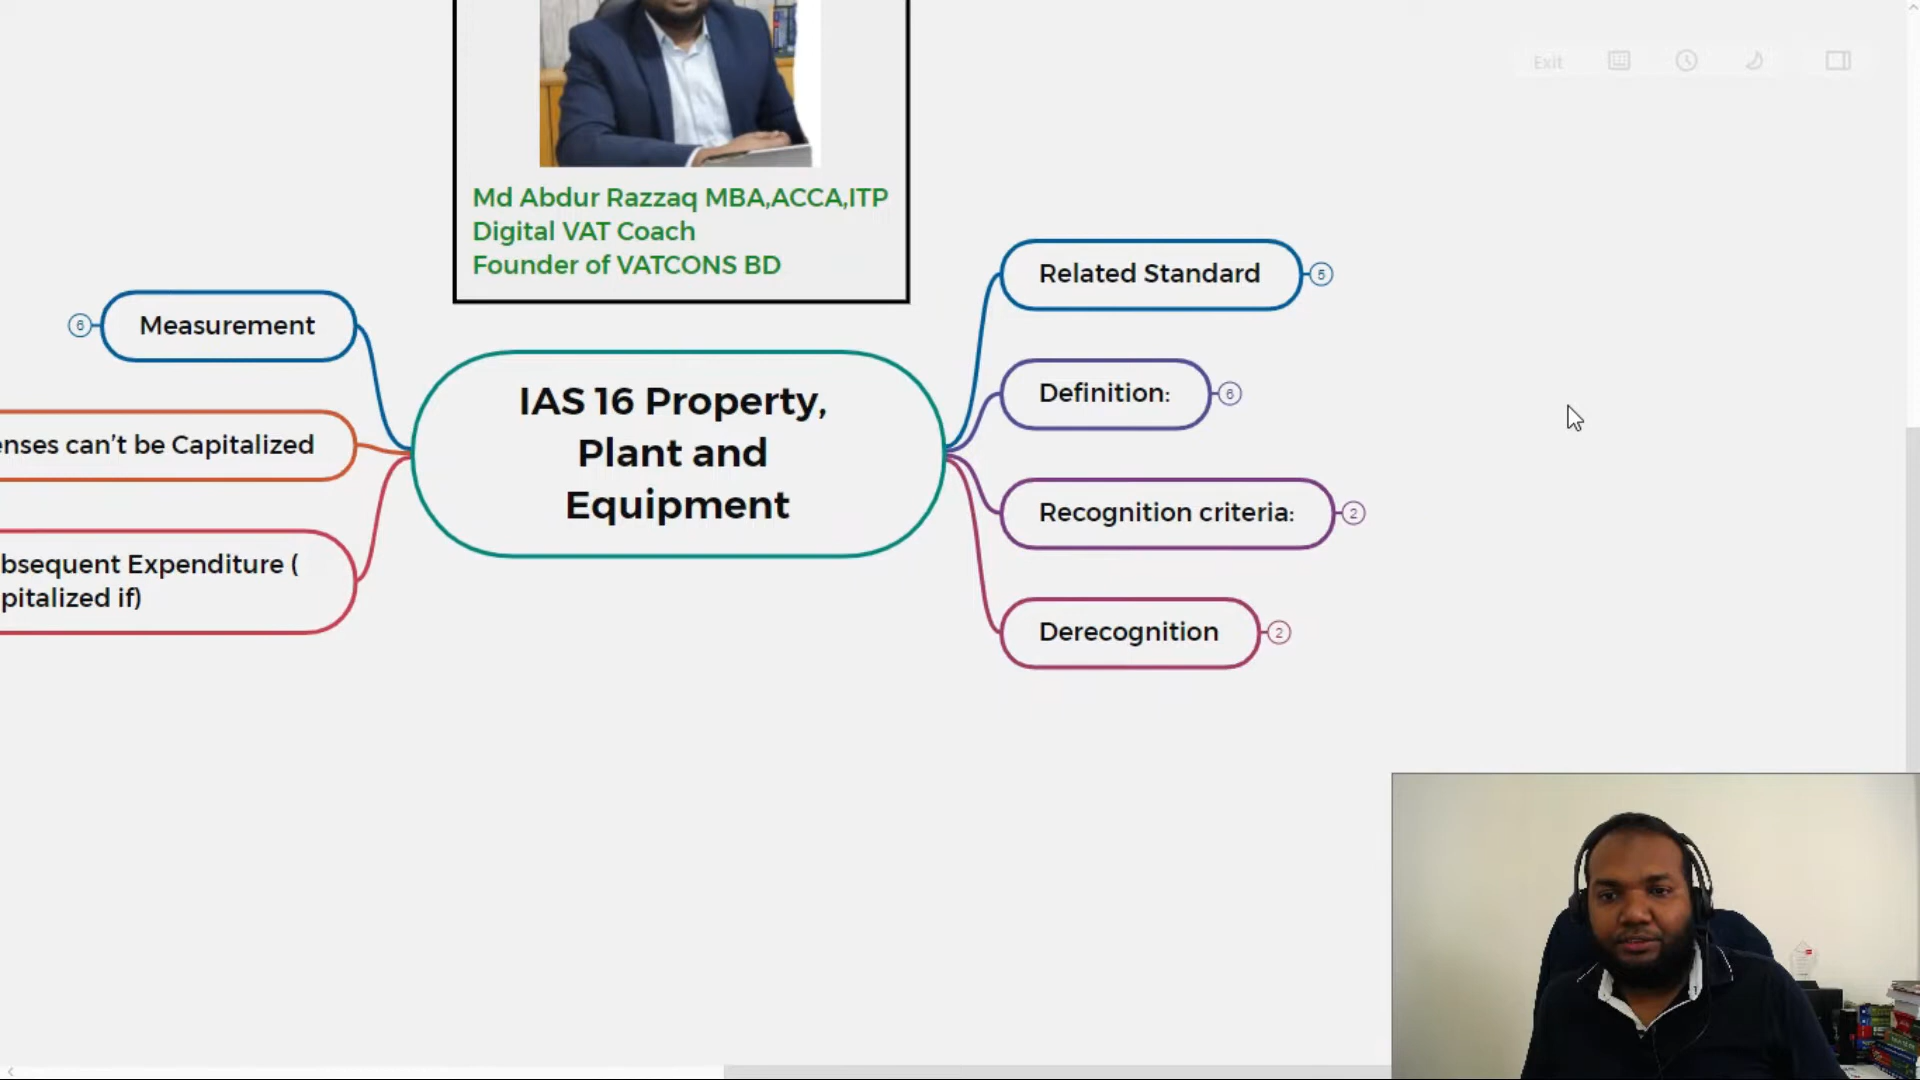 Exit
Md Abdur Razzaq MBA,ACCA,ITP
Digital VAT Coach
Founder of VATCONS BD
Related Standard
5
6
Measurement
IAS 16 Property,
Plant and
Equipment
Definition:
6
enses can't be Capitalized
Recognition criteria:
2
bsequent Expenditure (
pitalized if)
Derecognition
2